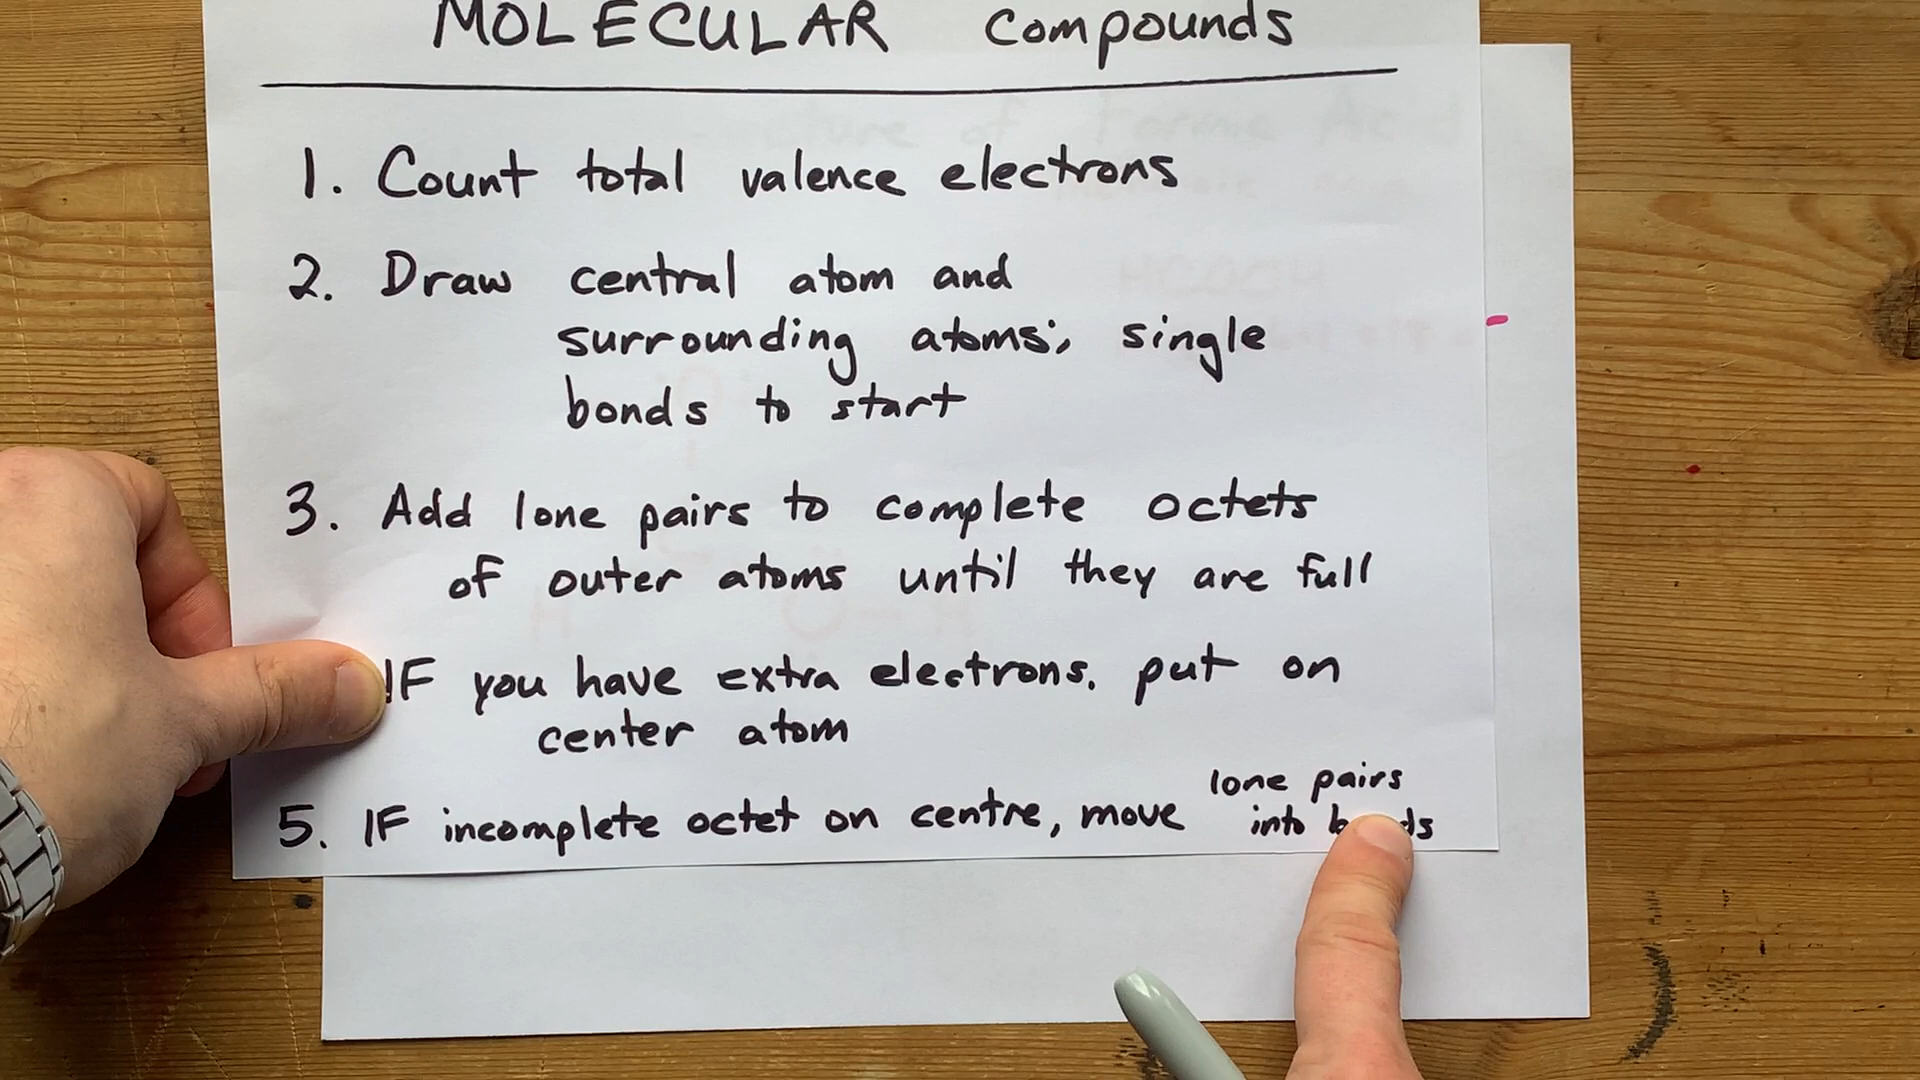 MOLECULAR compounds
1. Count total valence electrons
2. Draw central atom and
surrounding atoms; single
bonds to start
3. Add lone pairs to complete octets
of outer atoms until they are full
IF you have extra electrons, put on
center atom
lone pairs
5. IF incomplete octet on centre, move into